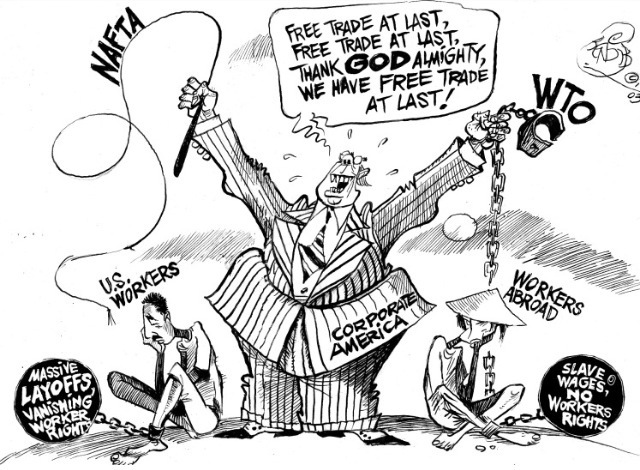 NAFTA
FREE TRADE AT LAST,
FREE TRADE AT LAST,
THANK GOD ALMIGHTY,
WE HAVE FREE TRADE
AT LAST!
©
03
WTO
U.S.
WORKERS
WORKERS
ABROAD
CORPORATE
AMERICA
MASSIVE
LAYOFFS,
VANISHING
WORKER
RIGHTS
SLAVE
WAGES,
NO
WORKERS
RIGHTS